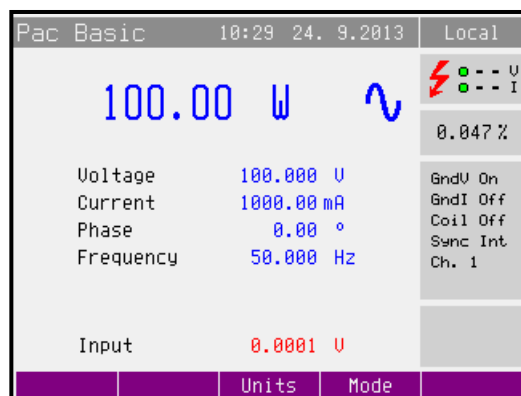 Pac Basic 10:29 24. 9.2013 Local
V
I
100.00 W
0.047 %
Voltage 100.000 V
Current 1000.00 mA
Phase 0.00 °
Frequency 50.000 Hz
GndV On
GndI Off
Coil Off
Sync Int
Ch. 1
Input 0.0001 V
Units Mode